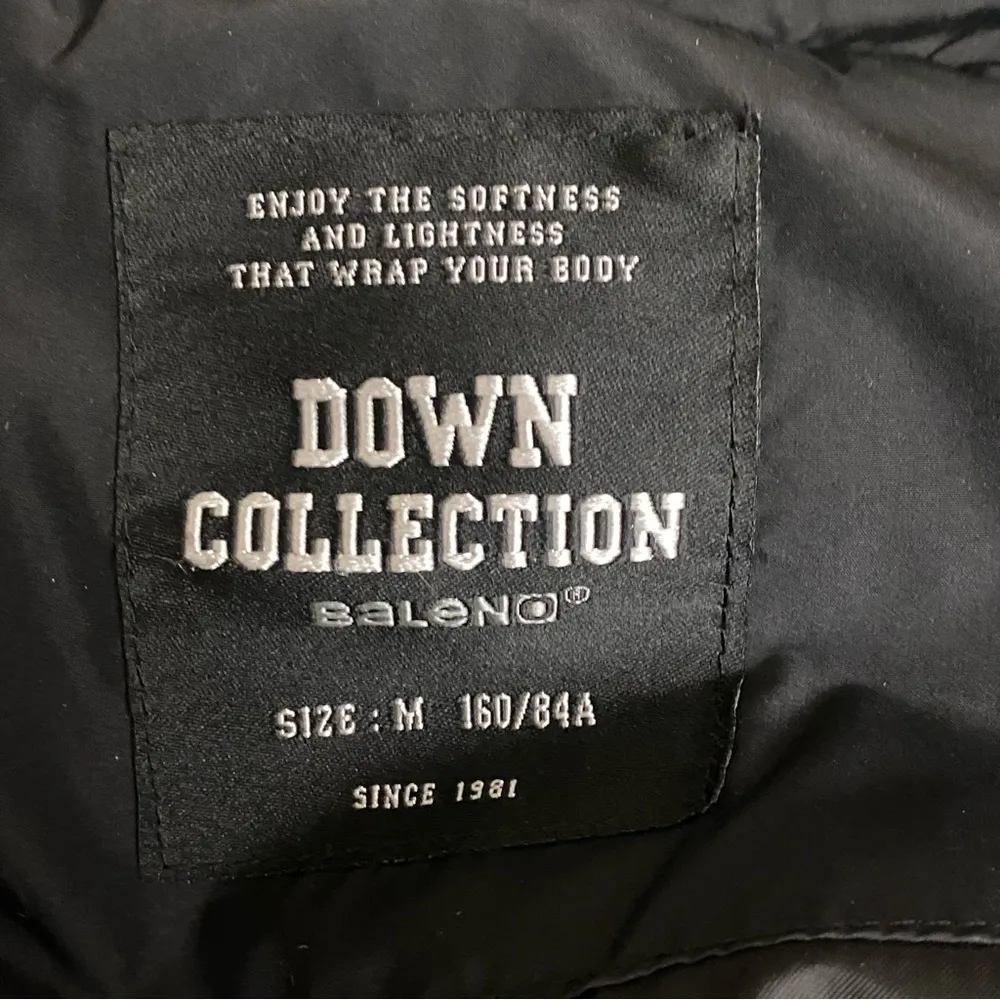 ENJOY THE SOFTNESS
AND LIGHTNESS
THAT WRAP YOUR BODY
DOWN
COLLECTION
BALENO®
SIZE : M 160/84A
SINCE 1981